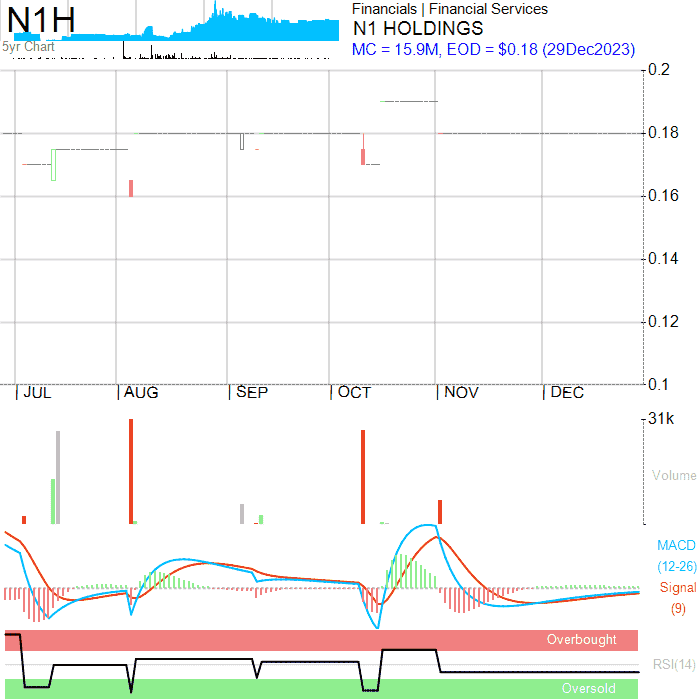 N1H
5yr Chart
Financials | Financial Services
N1 HOLDINGS
MC = 15.9M, EOD = $0.18 (29Dec2023)
0.2
0.18
0.16
0.14
0.12
0.1
JUL AUG SEP OCT NOV DEC
31k
Volume
MACD
(12-26)
Signal
(9)
Overbought
RSI(14)
Oversold